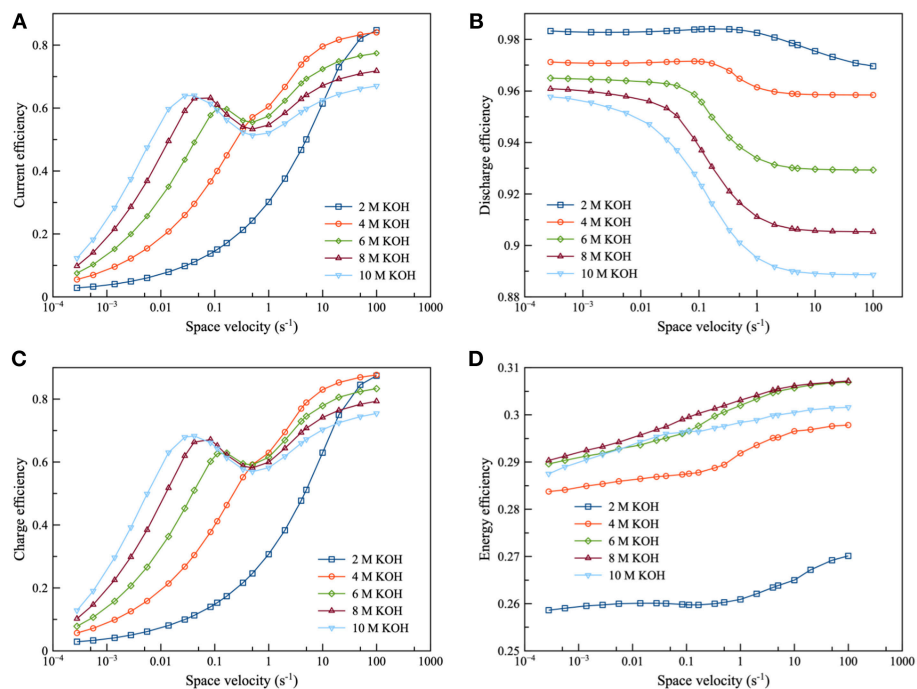 A
Current efficiency
0.8
0.6
0.4
0.2
0
2 M KOH
4 M KOH
6 M KOH
8 M KOH
10 M KOH
10⁻⁴ 10⁻³ 0.01 0.1 1 10 100 1000
Space velocity (s⁻¹)
B
Discharge efficiency
0.98
0.96
0.94
0.92
0.9
0.88
2 M KOH
4 M KOH
6 M KOH
8 M KOH
10 M KOH
10⁻⁴ 10⁻³ 0.01 0.1 1 10 100 1000
Space velocity (s⁻¹)
C
Charge efficiency
0.8
0.6
0.4
0.2
0
2 M KOH
4 M KOH
6 M KOH
8 M KOH
10 M KOH
10⁻⁴ 10⁻³ 0.01 0.1 1 10 100 1000
Space velocity (s⁻¹)
D
Energy efficiency
0.31
0.3
0.29
0.28
0.27
0.26
0.25
2 M KOH
4 M KOH
6 M KOH
8 M KOH
10 M KOH
10⁻⁴ 10⁻³ 0.01 0.1 1 10 100 1000
Space velocity (s⁻¹)